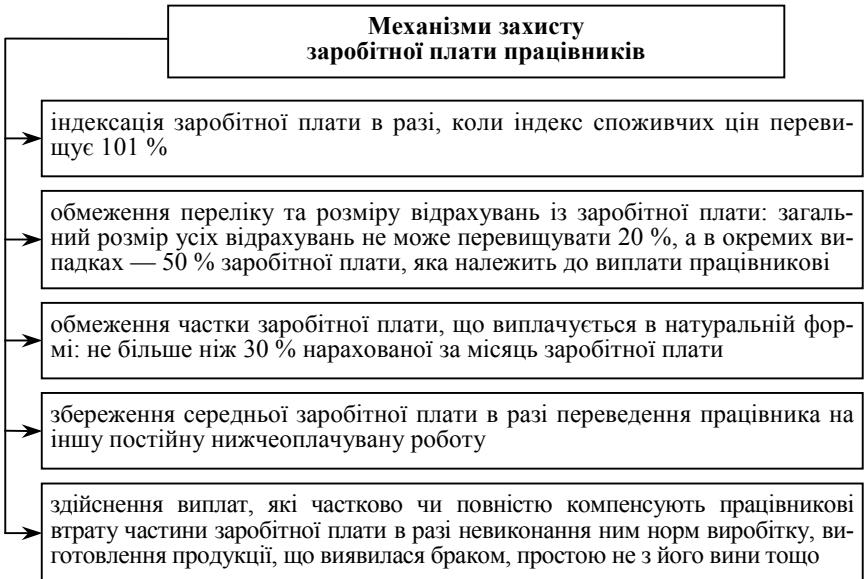 Механізми захисту
заробітної плати працівників
індексація заробітної плати в разі, коли індекс споживчих цін переви-
щує 101 %
обмеження переліку та розміру відрахувань із заробітної плати: загаль-
ний розмір усіх відрахувань не може перевищувати 20 %, а в окремих ви-
падках — 50 % заробітної плати, яка належить до виплати працівникові
обмеження частки заробітної плати, що виплачується в натуральній фор-
мі: не більше ніж 30 % нарахованої за місяць заробітної плати
збереження середньої заробітної плати в разі переведення працівника на
іншу постійну нижчеоплачувану роботу
здійснення виплат, які частково чи повністю компенсують працівникові
втрату частини заробітної плати в разі невиконання ним норм виробітку, ви-
готовлення продукції, що виявилася браком, простою не з його вини тощо